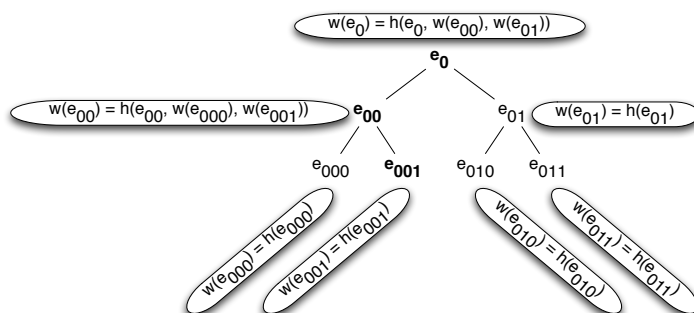 w(e0) = h(e0, w(e00), w(e01))
e0
w(e00) = h(e00, w(e000), w(e001))
e00
e01
w(e01) = h(e01)
e000
e001
e010
e011
w(e000) = h(e000)
w(e001) = h(e001)
w(e010) = h(e010)
w(e011) = h(e011)